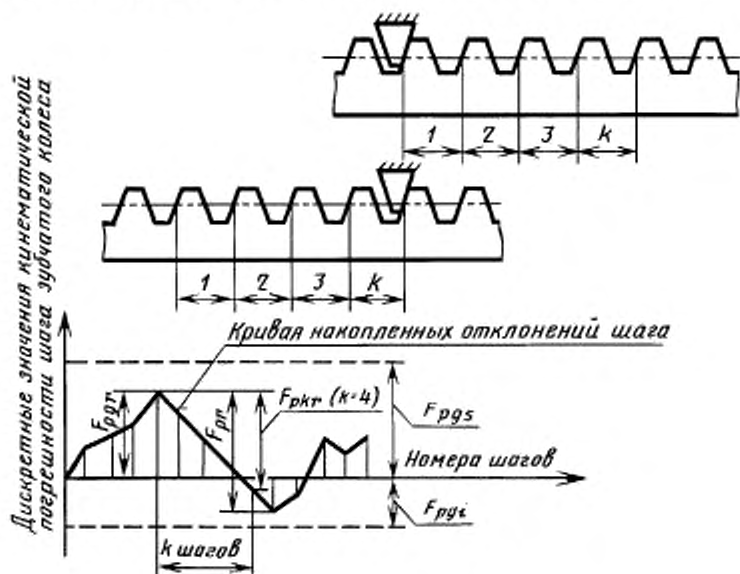 Дискретные значения кинематической
погрешности шага зубчатого колеса
1 2 3 k
1 2 3 k
Кривая накопленных отклонений шага
Fpgr
Fpr
Fpkr (k=4)
Fpgs
Номера шагов
Fpgi
k шагов